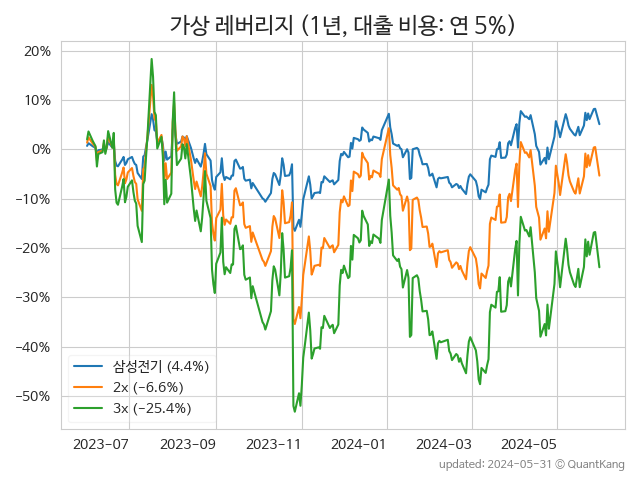 가상 레버리지 (1년, 대출 비용: 연 5%)
20%
10%
0%
−10%
−20%
−30%
−40%
−50%
삼성전기 (4.4%)
2x (−6.6%)
3x (−25.4%)
2023-07
2023-09
2023-11
2024-01
2024-03
2024-05
updated: 2024-05-31 © QuantKang